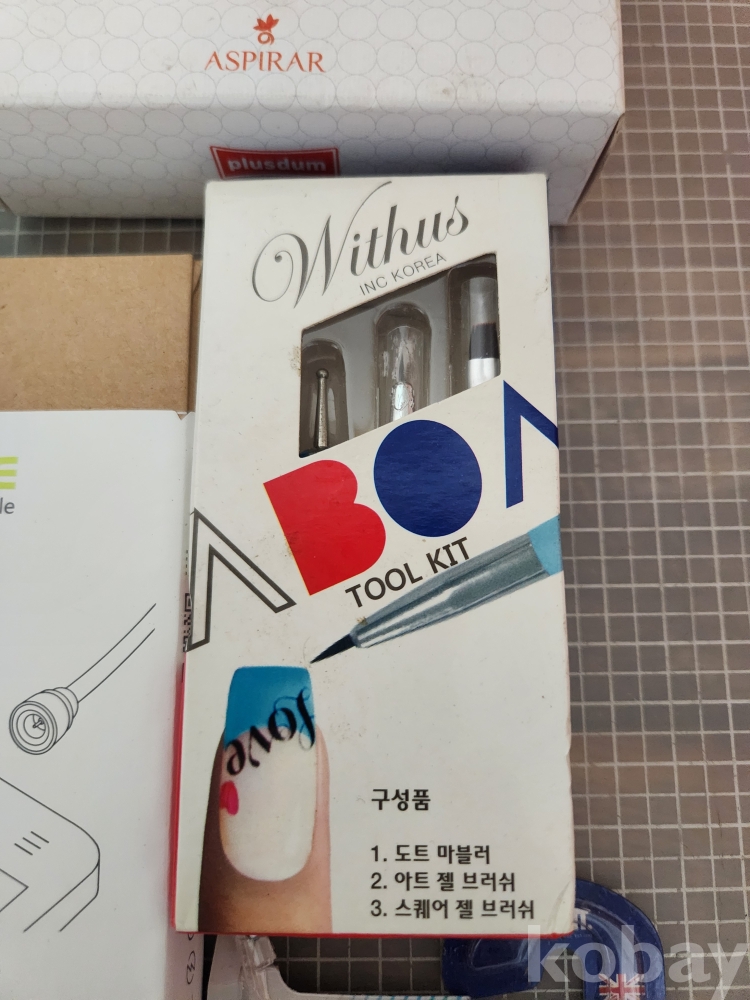 ASPIRAR
plusdum
Withus
INC KOREA
ABO
TOOL KIT
love
구성품
1. 도트 마블러
2. 아트 젤 브러쉬
3. 스퀘어 젤 브러쉬
kobay